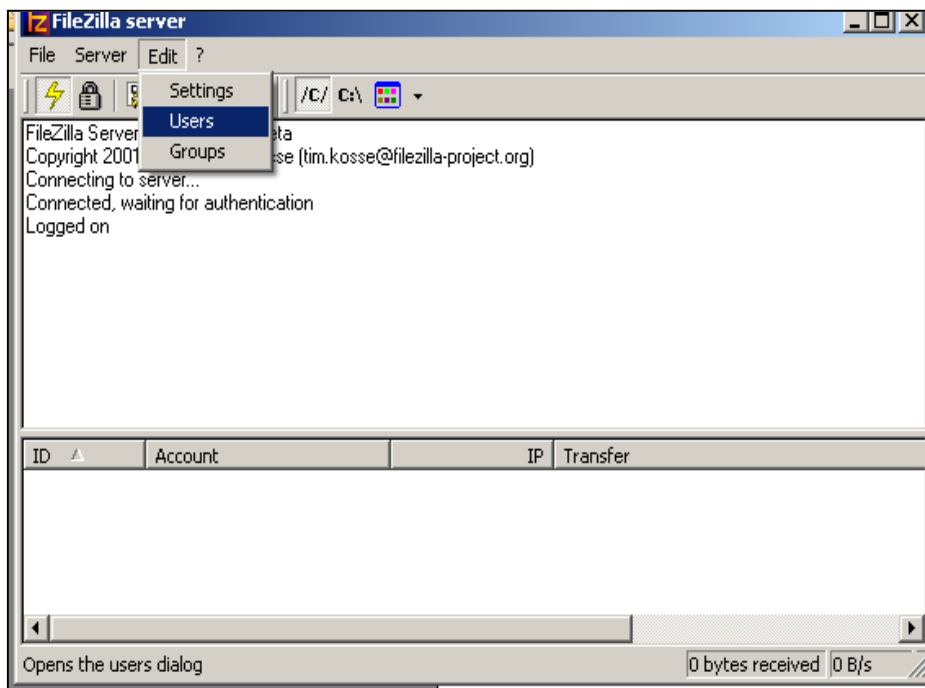 FileZilla server
File Server Edit ?
Settings
Users
Groups
/C/ C:\
FileZilla Server
Copyright 2001 (tim.kosse@filezilla-project.org)
Connecting to server...
Connected, waiting for authentication
Logged on
ID Account IP Transfer
Opens the users dialog 0 bytes received 0 B/s